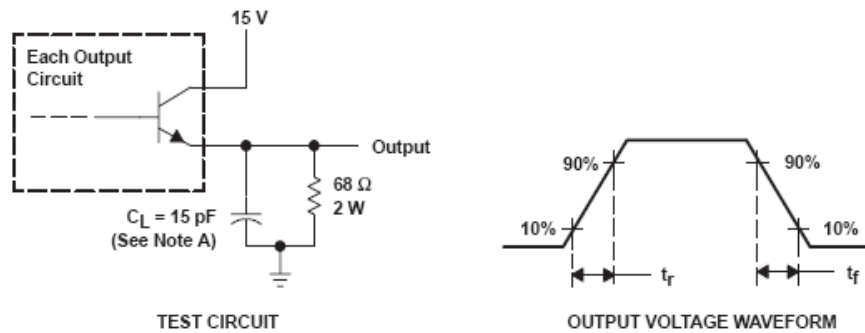 15 V
Each Output
Circuit
Output
68 Ω
2 W
C_L = 15 pF
(See Note A)
TEST CIRCUIT
90%
90%
10%
10%
t_r
t_f
OUTPUT VOLTAGE WAVEFORM